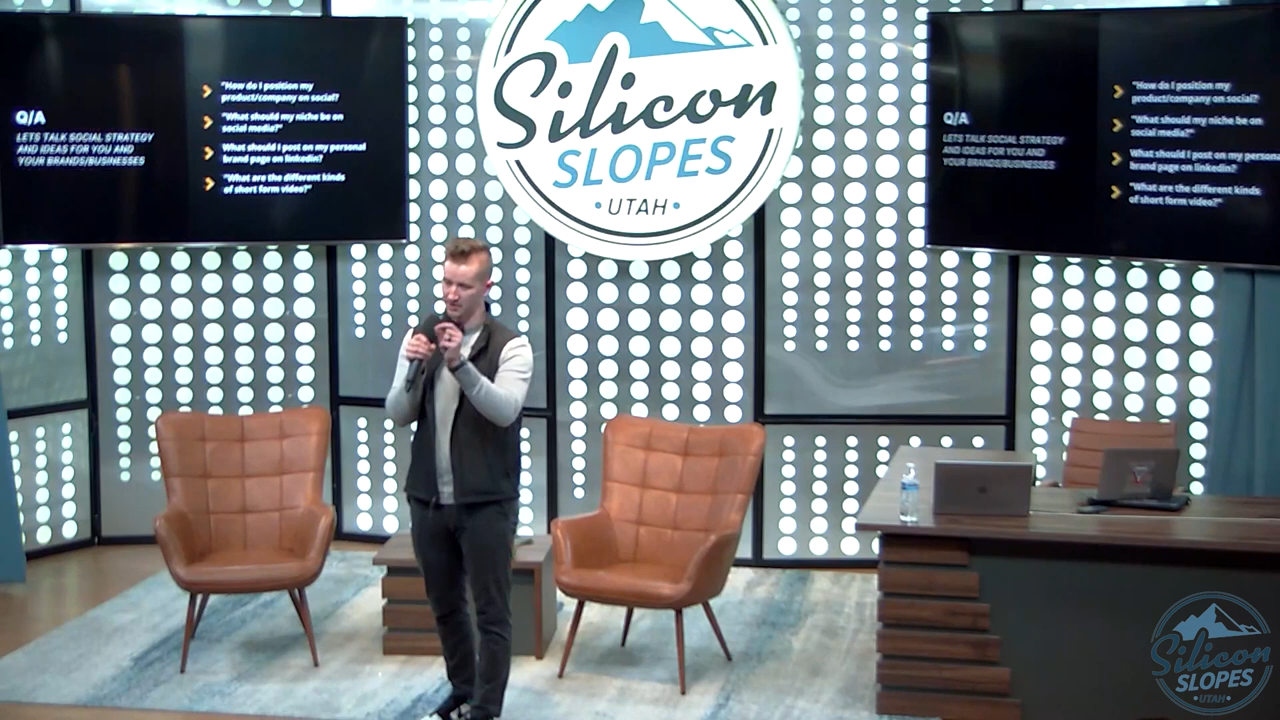 Q/A
LETS TALK SOCIAL STRATEGY
AND IDEAS FOR YOU AND
YOUR BRANDS/BUSINESSES
"How do I position my
product/company on social?
"What should my niche be on
social media?"
What should I post on my personal
brand page on linkedin?
"What are the different kinds
of short form video?"
Silicon
SLOPES
UTAH
Q/A
LETS TALK SOCIAL STRATEGY
AND IDEAS FOR YOU AND
YOUR BRANDS/BUSINESSES
"How do I position my
product/company on social?
"What should my niche be on
social media?"
What should I post on my persona
brand page on linkedin?
"What are the different kinds
of short form video?"
Silicon
SLOPES
UTAH